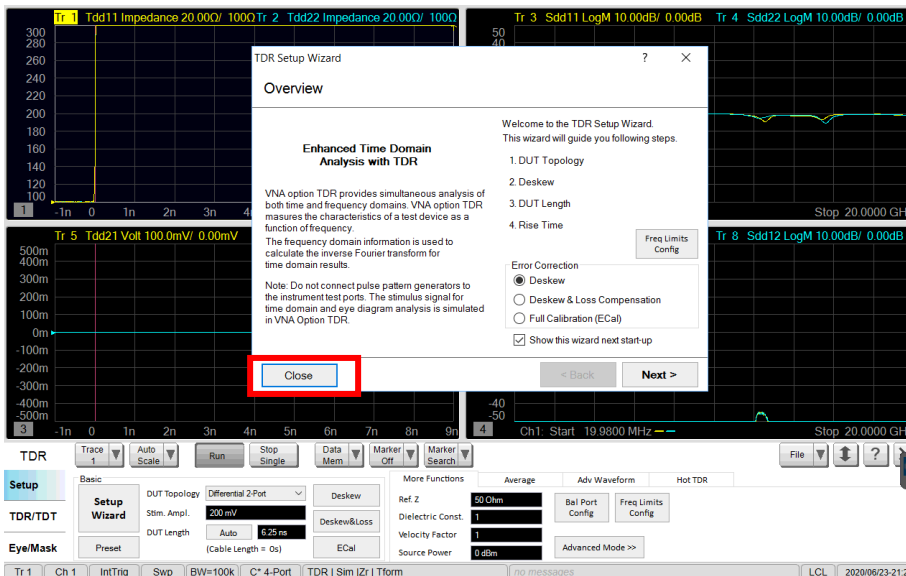 Tr 1 Tdd11 Impedance 20.00Ω/ 100Ω Tr 2 Tdd22 Impedance 20.00Ω/ 100Ω
300
280
260
240
220
200
180
160
140
120
100
1
-1n 0 1n 2n 3n
Tr 3 Sdd11 LogM 10.00dB/ 0.00dB Tr 4 Sdd22 LogM 10.00dB/ 0.00dB
50
40
Stop 20.0000 GH
TDR Setup Wizard
? ×
Overview
Enhanced Time Domain
Analysis with TDR
VNA option TDR provides simultaneous analysis of
both time and frequency domains. VNA option TDR
masures the characteristics of a test device as a
function of frequency.
The frequency domain information is used to
calculate the inverse Fourier transform for
time domain results.
Note: Do not connect pulse pattern generators to
the instrument test ports. The stimulus signal for
time domain and eye diagram analysis is simulated
in VNA Option TDR.
Welcome to the TDR Setup Wizard.
This wizard will guide you following steps.
1. DUT Topology
2. Deskew
3. DUT Length
4. Rise Time
Freq Limits
Config
Error Correction
Deskew
Deskew & Loss Compensation
Full Calibration (ECal)
Show this wizard next start-up
Close
< Back
Next >
Tr 5 Tdd21 Volt 100.0mV/ 0.00mV
500m
400m
300m
200m
100m
0m
-100m
-200m
-300m
-400m
-500m
3
-1n 0 1n 2n 3n 4n 5n 6n 7n 8n 9n
Tr 8 Sdd12 LogM 10.00dB/ 0.00dB
-40
-50
4
Ch1: Start 19.9800 MHz
Stop 20.0000 GH
TDR
Trace
1
Auto
Scale
Run
Stop
Single
Data
Mem
Marker
Off
Marker
Search
File
?
Setup
TDR/TDT
Eye/Mask
Basic
Setup
Wizard
Preset
DUT Topology Differential 2-Port
Stim. Ampl. 200 mV
DUT Length Auto 6.25 ns
(Cable Length = 0s)
Deskew
Deskew&Loss
ECal
More Functions Average Adv Waveform Hot TDR
Ref. Z 50 Ohm
Dielectric Const. 1
Velocity Factor 1
Source Power 0 dBm
Bal Port
Config
Freq Limits
Config
Advanced Mode >>
Tr 1 Ch 1 IntTrig Swp BW=100k C* 4-Port TDR | Sim |Zr | Tform no messages LCL 2020/06/23-21:2